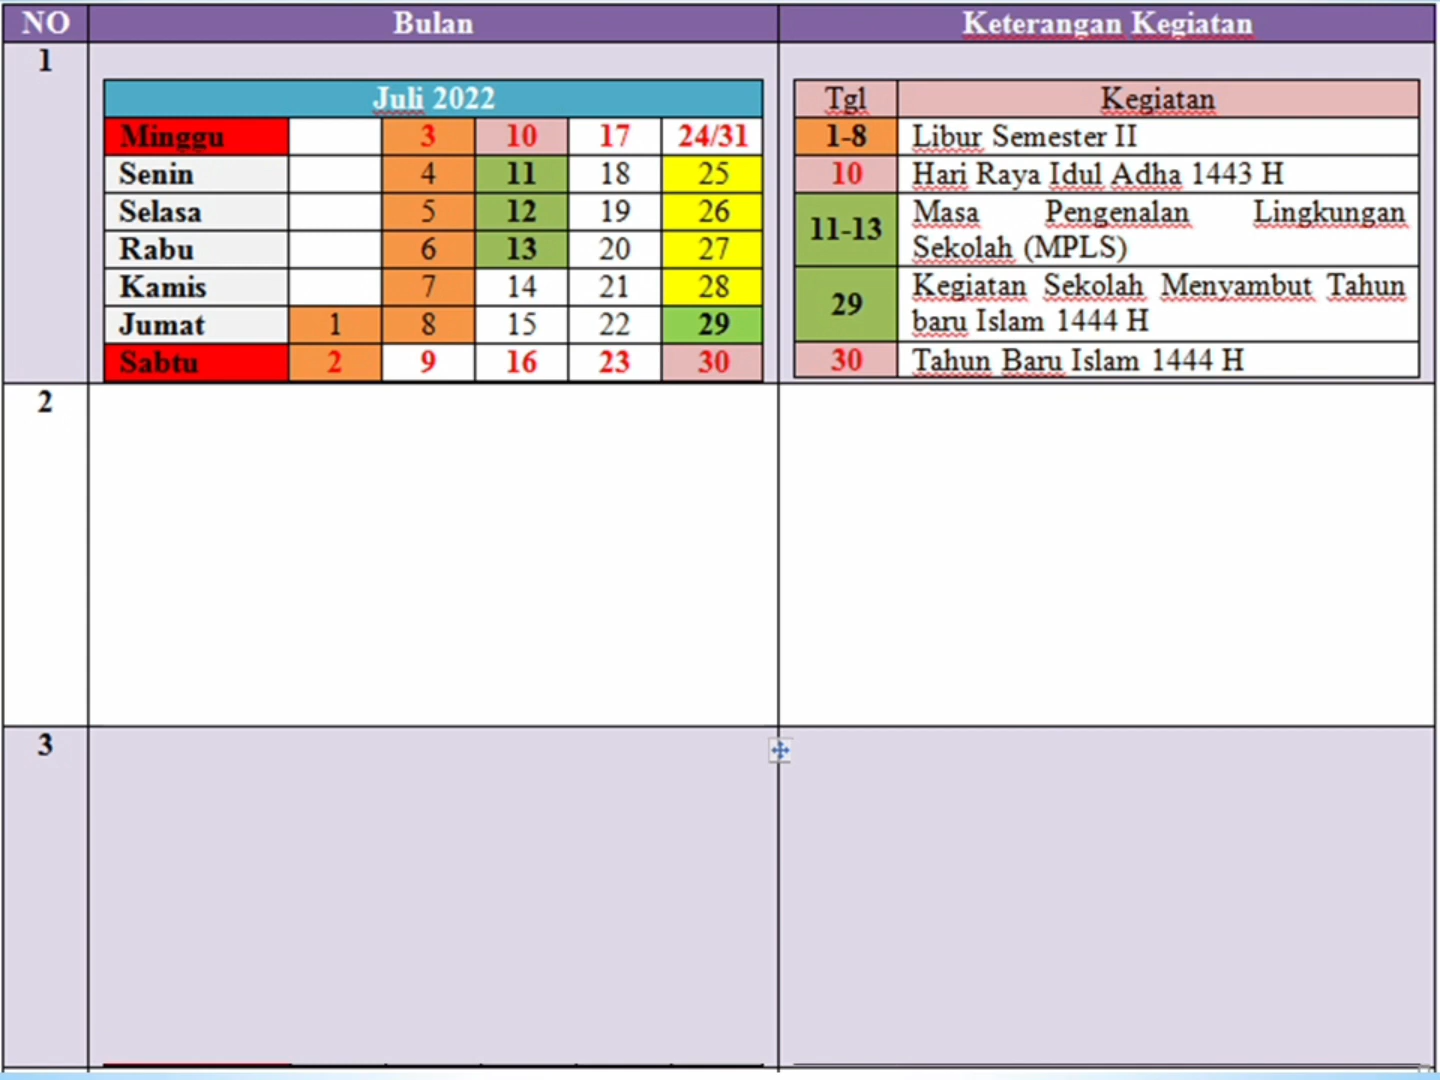 NO Bulan Keterangan Kegiatan
1
Juli 2022
Minggu 3 10 17 24/31
Senin 4 11 18 25
Selasa 5 12 19 26
Rabu 6 13 20 27
Kamis 7 14 21 28
Jumat 1 8 15 22 29
Sabtu 2 9 16 23 30
Tgl Kegiatan
1-8 Libur Semester II
10 Hari Raya Idul Adha 1443 H
11-13 Masa Pengenalan Lingkungan
Sekolah (MPLS)
29 Kegiatan Sekolah Menyambut Tahun
baru Islam 1444 H
30 Tahun Baru Islam 1444 H
2
3